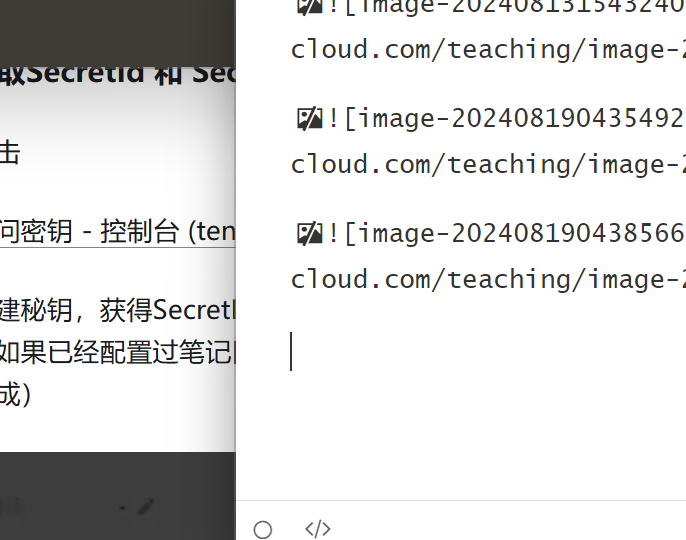 取SecretId 和 Sec
击
问密钥 - 控制台 (ten
建秘钥，获得SecretI
如果已经配置过笔记
成）
![image-202408131543240
cloud.com/teaching/image-2
![image-202408190435492
cloud.com/teaching/image-2
![image-202408190438566
cloud.com/teaching/image-2